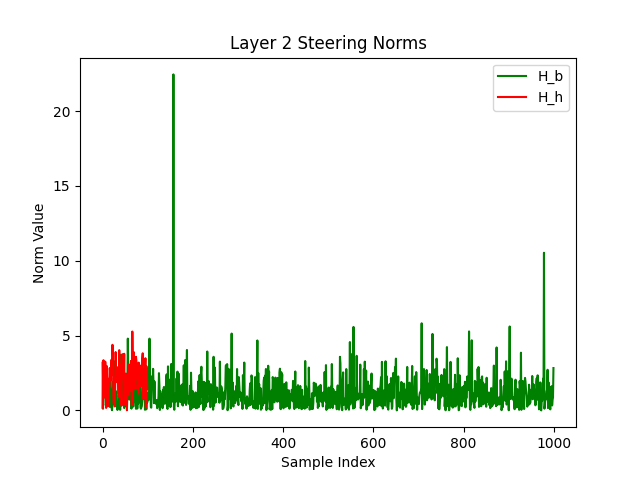 Layer 2 Steering Norms
H_b
H_h
Norm Value
20
15
10
5
0
0 200 400 600 800 1000
Sample Index